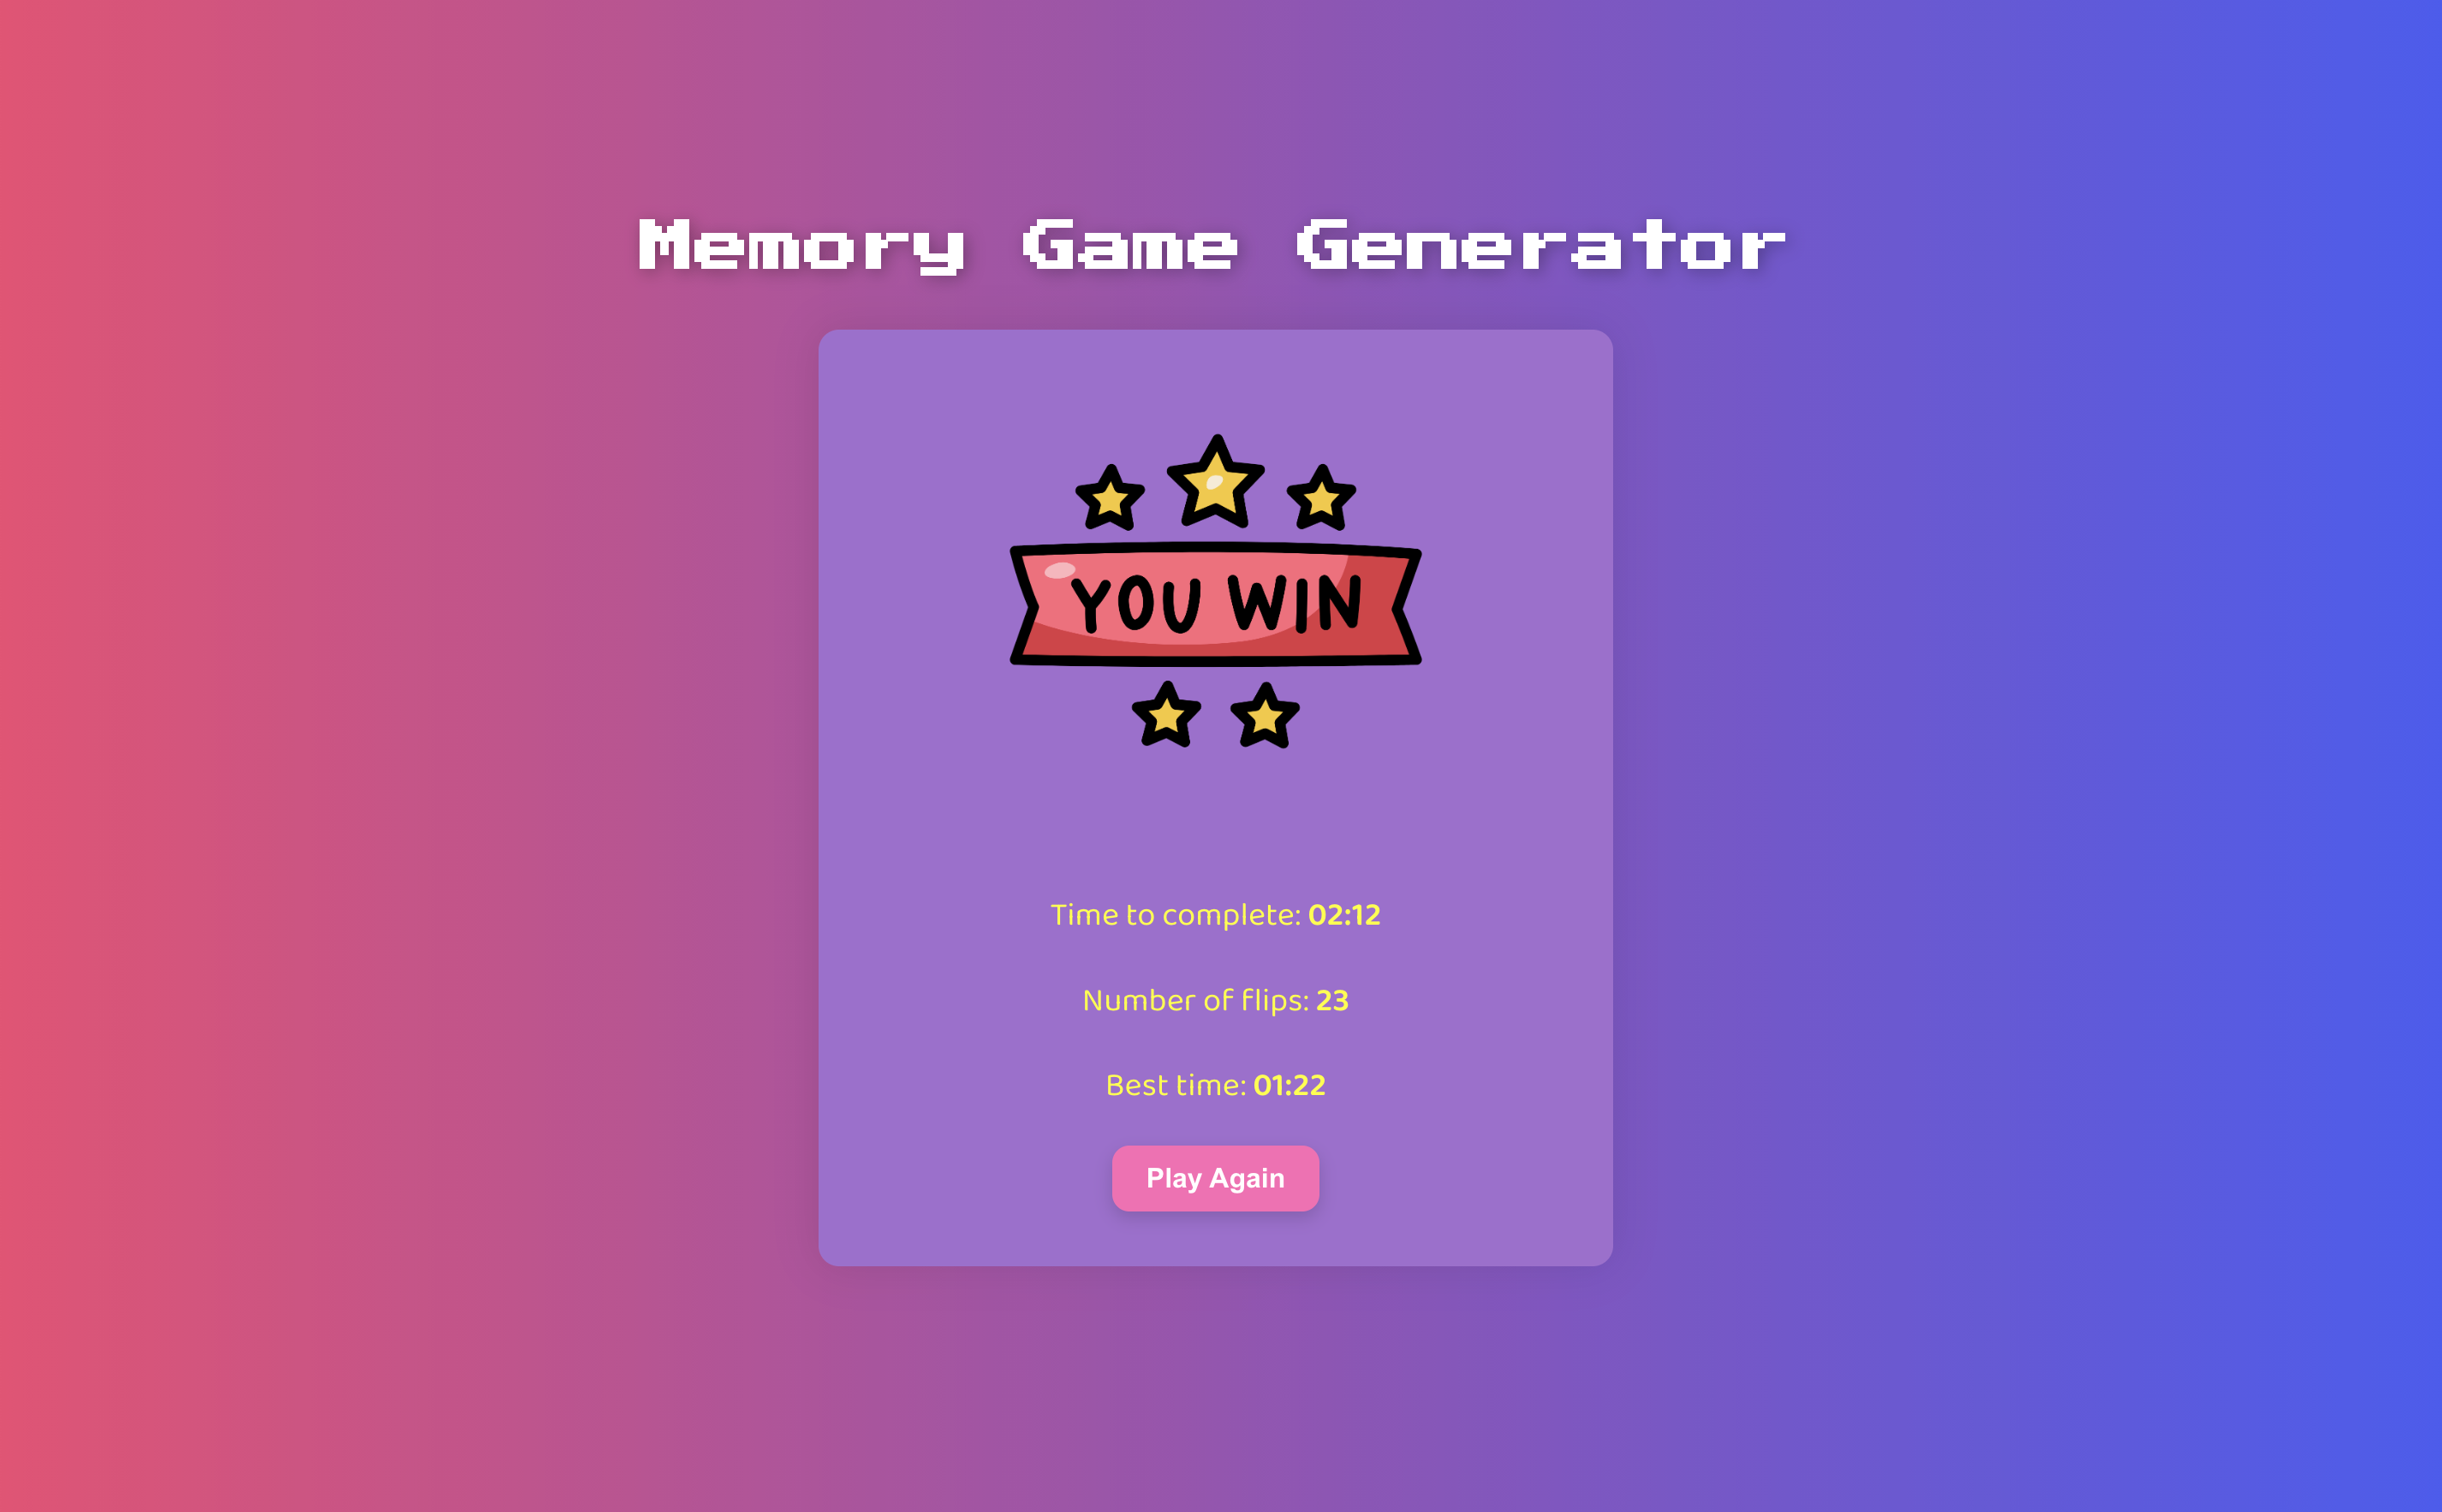 Memory Game Generator
YOU WIN
Time to complete: 02:12
Number of flips: 23
Best time: 01:22
Play Again